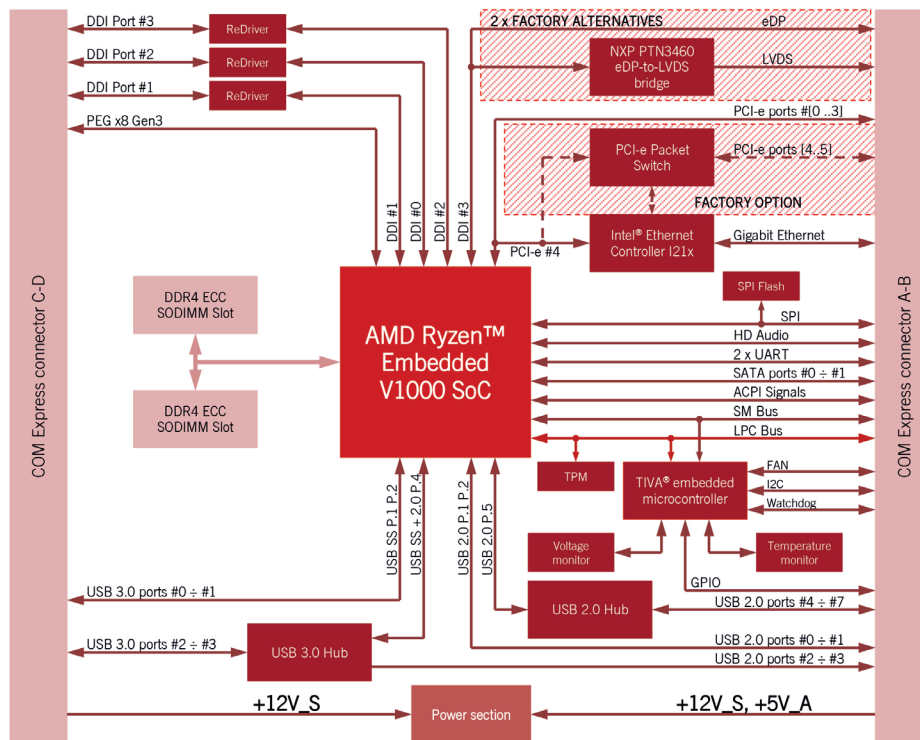 DDI Port #3
ReDriver
DDI Port #2
ReDriver
DDI Port #1
ReDriver
PEG x8 Gen3
2 x FACTORY ALTERNATIVES
eDP
NXP PTN3460
eDP-to-LVDS
bridge
LVDS
PCI-e ports #[0 ..3]
PCI-e Packet
Switch
PCI-e ports [4..5]
FACTORY OPTION
DDI #1
DDI #0
DDI #2
DDI #3
PCI-e #4
Intel® Ethernet
Controller I21x
Gigabit Ethernet
COM Express connector C-D
COM Express connector A-B
DDR4 ECC
SODIMM Slot
DDR4 ECC
SODIMM Slot
AMD Ryzen™
Embedded
V1000 SoC
SPI Flash
SPI
HD Audio
2 x UART
SATA ports #0 ÷ #1
ACPI Signals
SM Bus
LPC Bus
TPM
TIVA® embedded
microcontroller
FAN
I2C
Watchdog
Voltage
monitor
Temperature
monitor
GPIO
USB SS P.1 P.2
USB SS + 2.0 P.4
USB 2.0 P.1 P.2
USB 2.0 P.5
USB 3.0 ports #0 ÷ #1
USB 2.0 Hub
USB 2.0 ports #4 ÷ #7
USB 3.0 ports #2 ÷ #3
USB 3.0 Hub
USB 2.0 ports #0 ÷ #1
USB 2.0 ports #2 ÷ #3
+12V_S
Power section
+12V_S, +5V_A